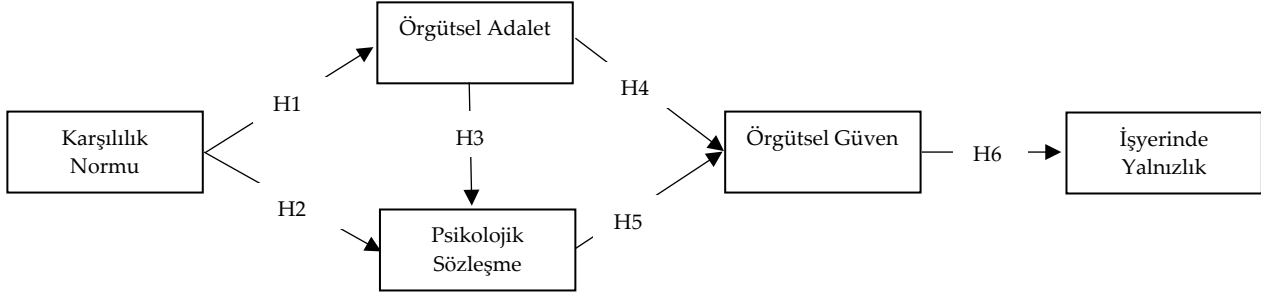 Örgütsel Adalet
H1
H4
Karşılılık
Normu
H3
Örgütsel Güven
H6
İşyerinde
Yalnızlık
H2
H5
Psikolojik
Sözleşme